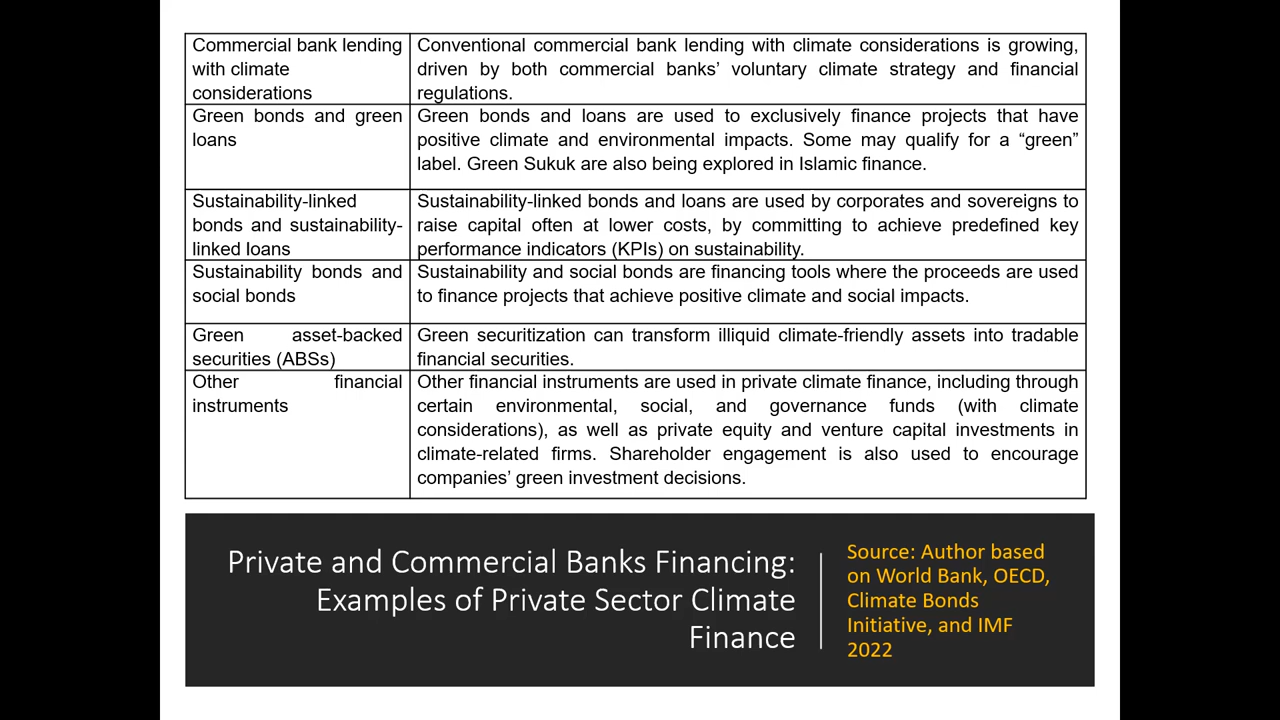 Commercial bank lending
with climate
considerations
Conventional commercial bank lending with climate considerations is growing,
driven by both commercial banks’ voluntary climate strategy and financial
regulations.
Green bonds and green
loans
Green bonds and loans are used to exclusively finance projects that have
positive climate and environmental impacts. Some may qualify for a “green”
label. Green Sukuk are also being explored in Islamic finance.
Sustainability-linked
bonds and sustainability-
linked loans
Sustainability-linked bonds and loans are used by corporates and sovereigns to
raise capital often at lower costs, by committing to achieve predefined key
performance indicators (KPIs) on sustainability.
Sustainability bonds and
social bonds
Sustainability and social bonds are financing tools where the proceeds are used
to finance projects that achieve positive climate and social impacts.
Green asset-backed
securities (ABSs)
Green securitization can transform illiquid climate-friendly assets into tradable
financial securities.
Other financial
instruments
Other financial instruments are used in private climate finance, including through
certain environmental, social, and governance funds (with climate
considerations), as well as private equity and venture capital investments in
climate-related firms. Shareholder engagement is also used to encourage
companies’ green investment decisions.
Private and Commercial Banks Financing:
Examples of Private Sector Climate
Finance
Source: Author based
on World Bank, OECD,
Climate Bonds
Initiative, and IMF
2022